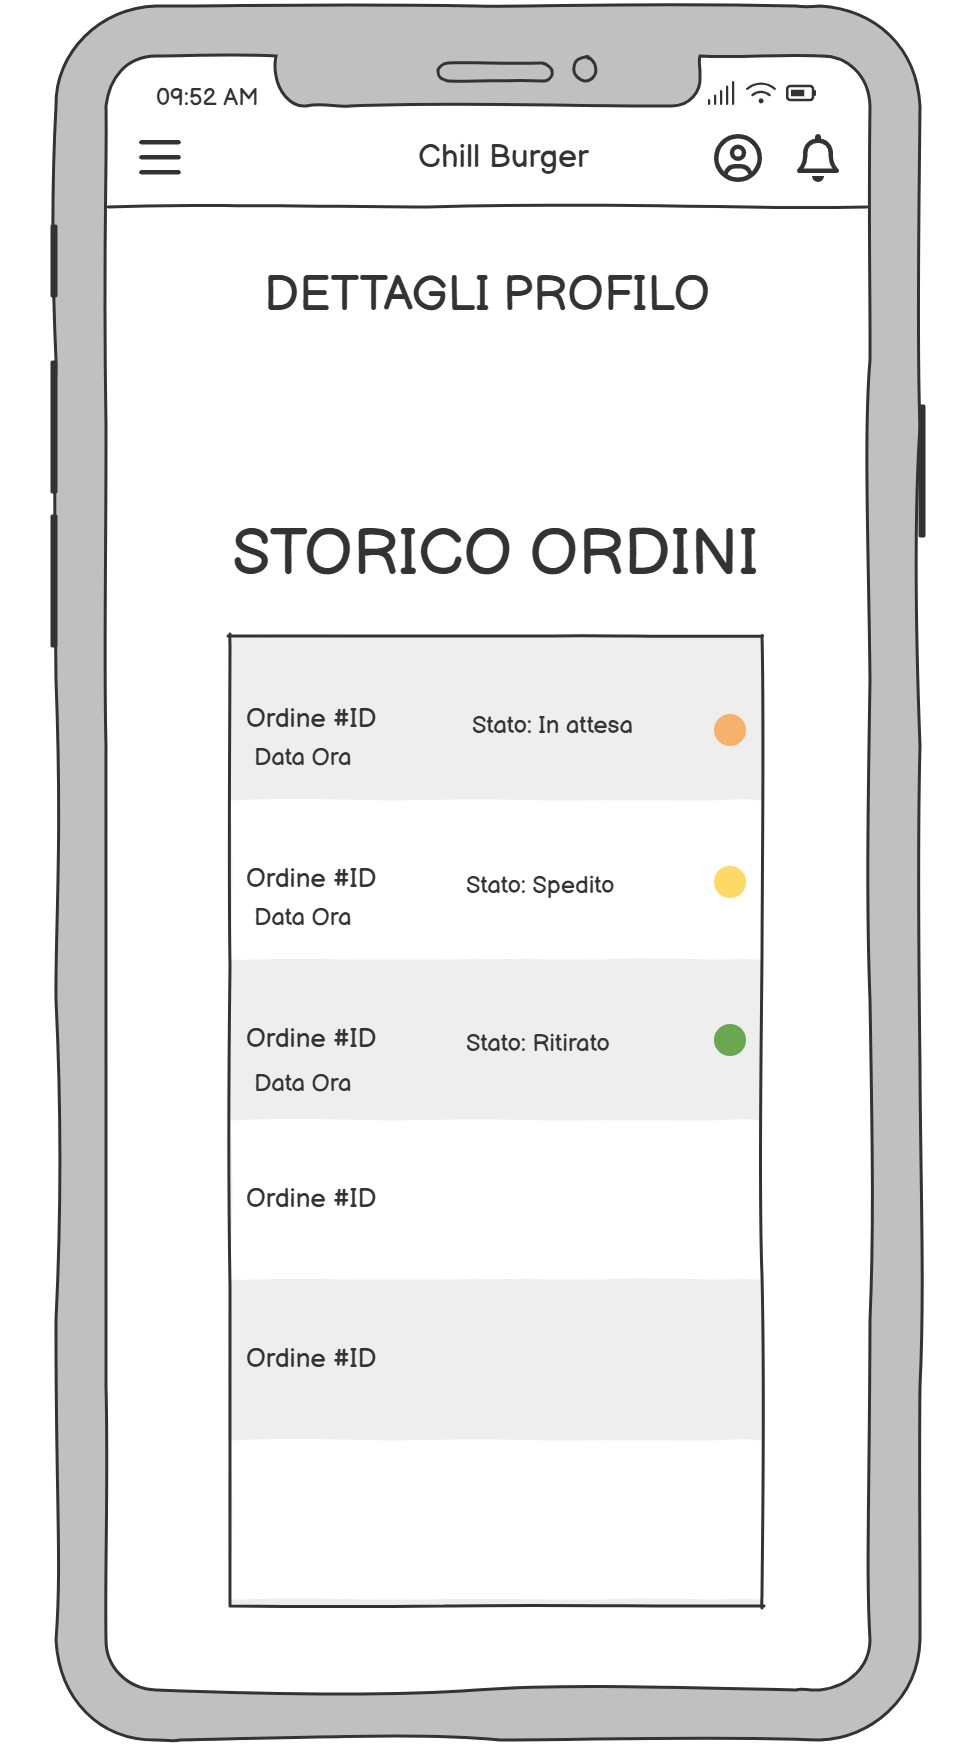 09:52 AM
Chill Burger
DETTAGLI PROFILO
STORICO ORDINI
Ordine #ID
Stato: In attesa
Data Ora
Ordine #ID
Stato: Spedito
Data Ora
Ordine #ID
Stato: Ritirato
Data Ora
Ordine #ID
Ordine #ID